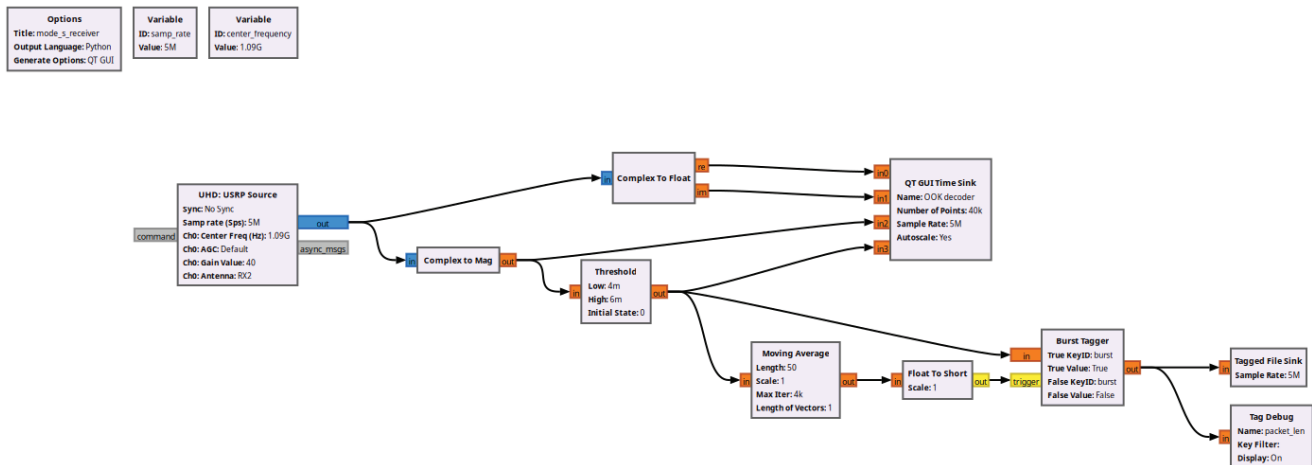 Options
Title: mode_s_receiver
Output Language: Python
Generate Options: QT GUI
Variable
ID: samp_rate
Value: 5M
Variable
ID: center_frequency
Value: 1.09G
UHD: USRP Source
Sync: No Sync
Samp rate (Sps): 5M
Ch0: Center Freq (Hz): 1.09G
Ch0: AGC: Default
Ch0: Gain Value: 40
Ch0: Antenna: RX2
command
out
async_msgs
in
Complex To Float
re
im
in
Complex to Mag
out
in0
in1
in2
in3
QT GUI Time Sink
Name: OOK decoder
Number of Points: 40k
Sample Rate: 5M
Autoscale: Yes
in
Threshold
Low: 4m
High: 6m
Initial State: 0
out
in
Moving Average
Length: 50
Scale: 1
Max Iter: 4k
Length of Vectors: 1
out
in
Float To Short
Scale: 1
out
in
trigger
Burst Tagger
True KeyID: burst
True Value: True
False KeyID: burst
False Value: False
out
in
Tagged File Sink
Sample Rate: 5M
in
Tag Debug
Name: packet_len
Key Filter:
Display: On